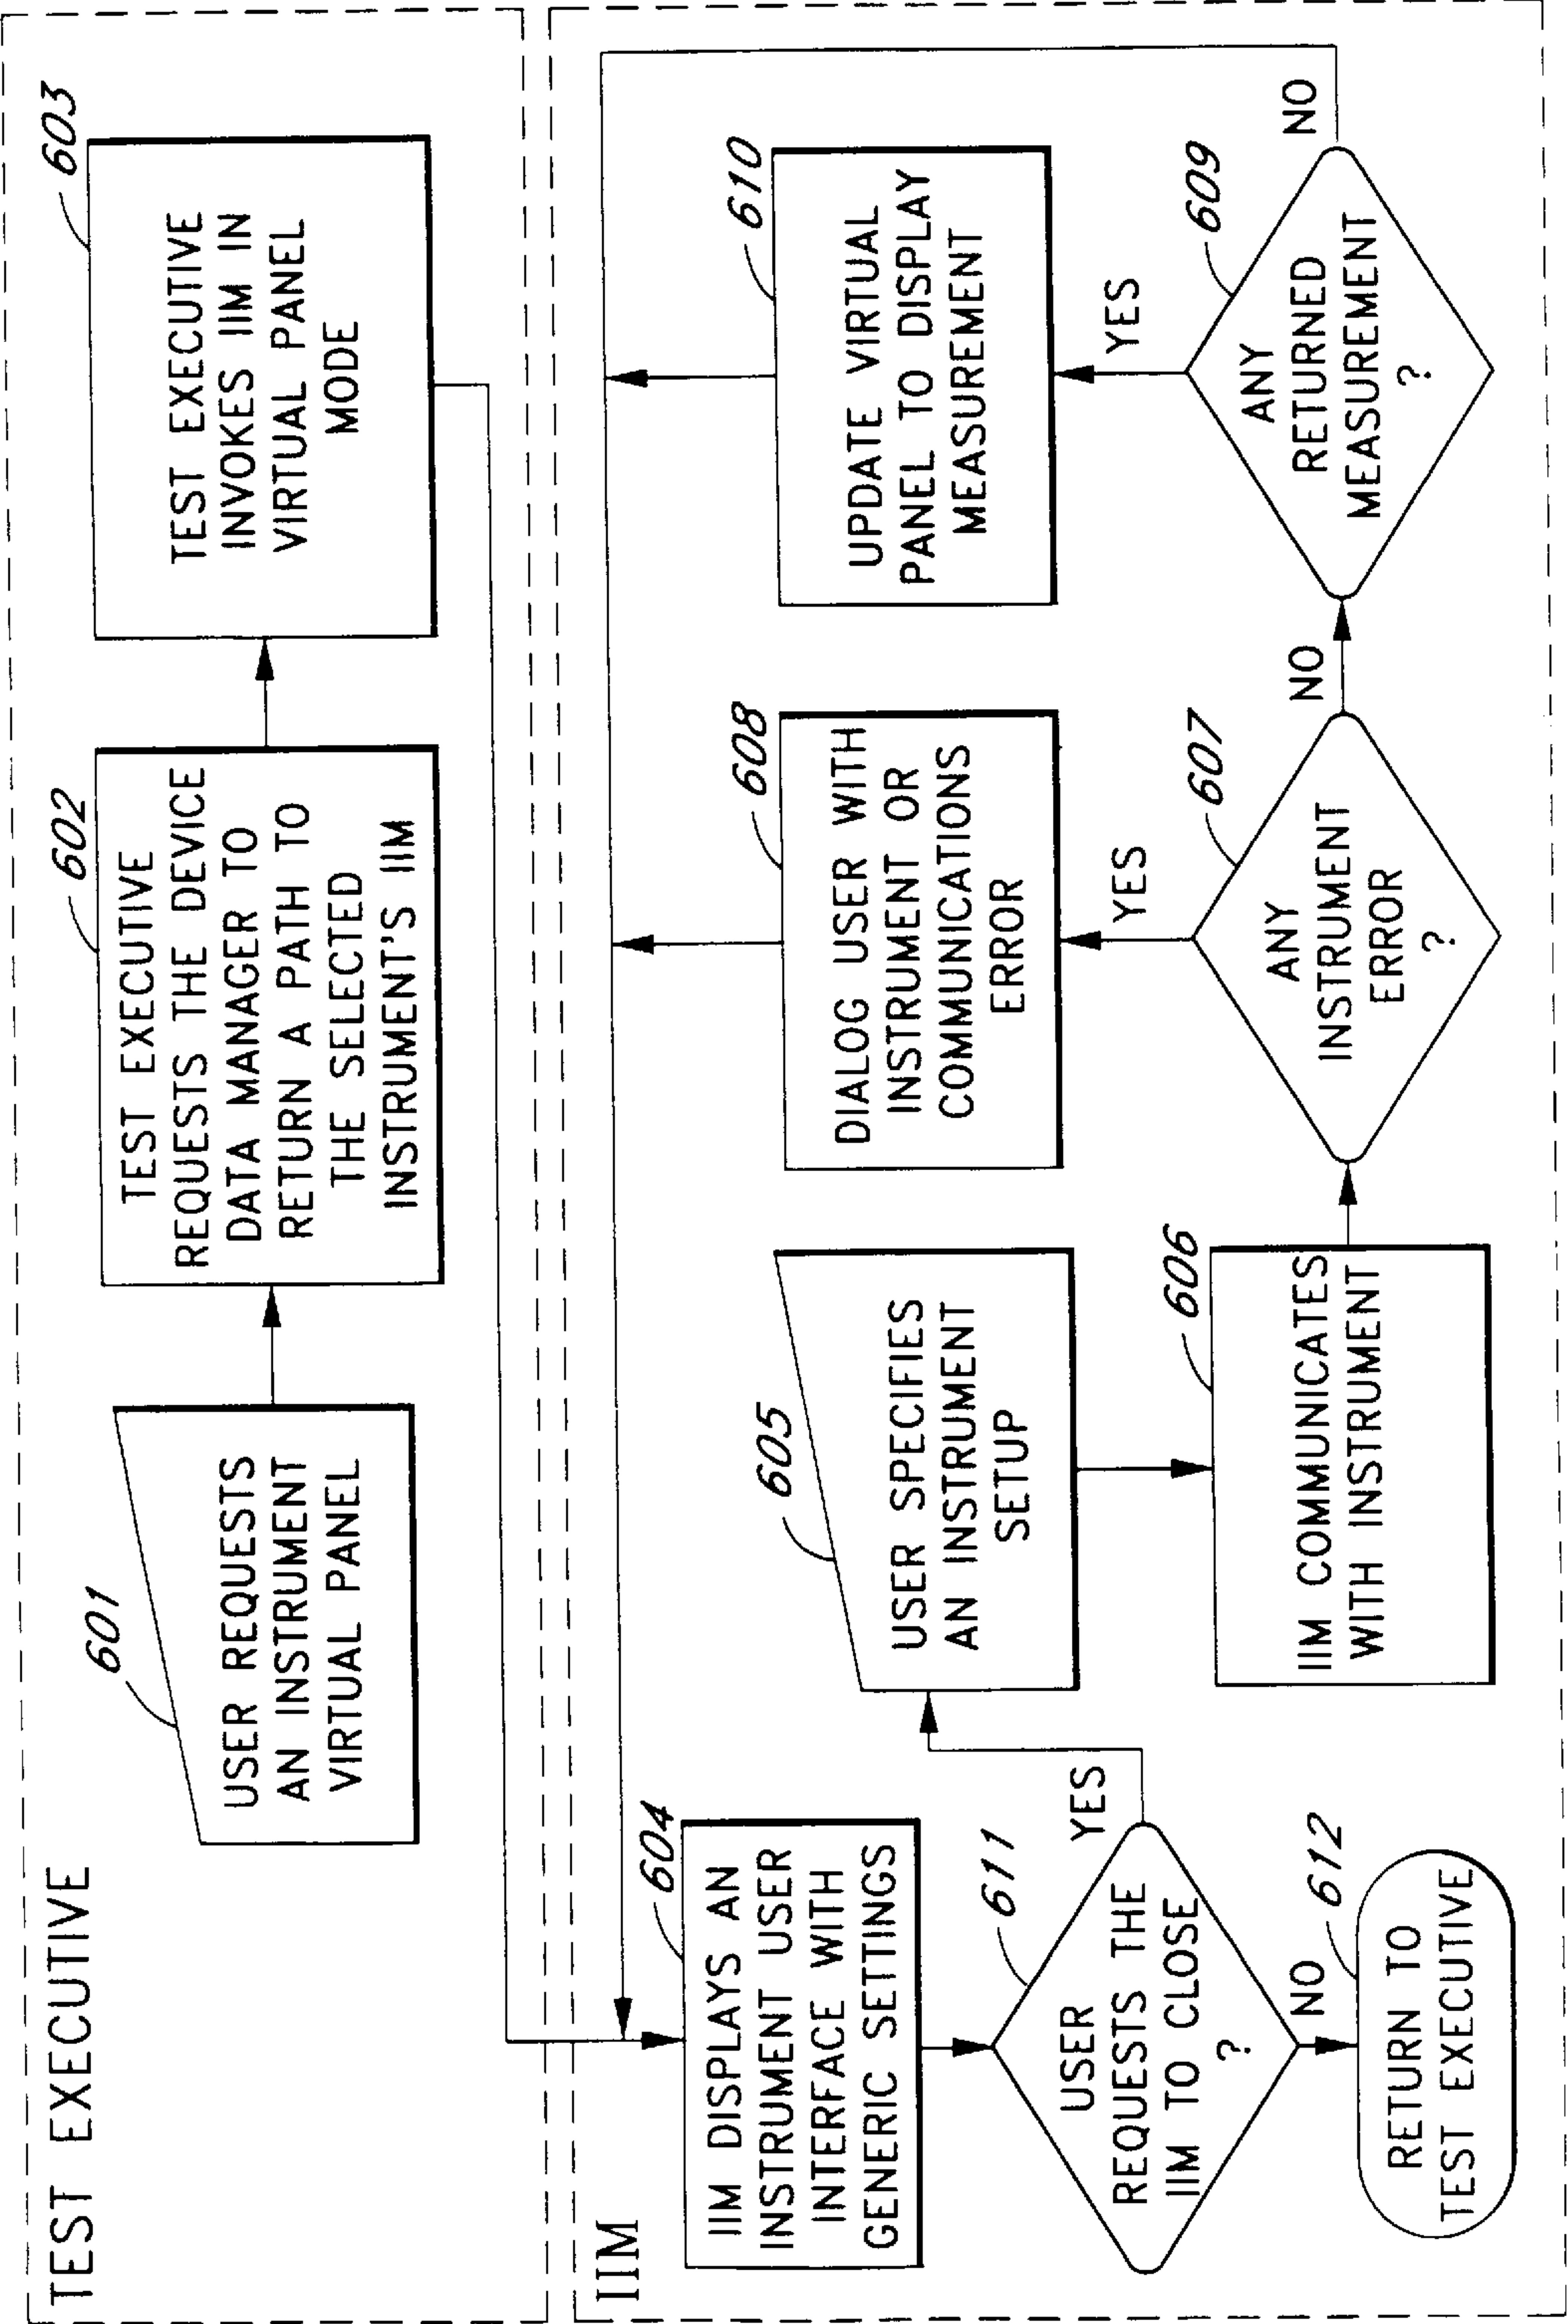 TEST EXECUTIVE
601
USER REQUESTS
AN INSTRUMENT
VIRTUAL PANEL
602
TEST EXECUTIVE
REQUESTS THE DEVICE
DATA MANAGER TO
RETURN A PATH TO
THE SELECTED
INSTRUMENT'S IIM
603
TEST EXECUTIVE
INVOKES IIM IN
VIRTUAL PANEL
MODE
IIM
604
IIM DISPLAYS AN
INSTRUMENT USER
INTERFACE WITH
GENERIC SETTINGS
611
USER
REQUESTS THE
IIM TO CLOSE
?
YES
NO
612
RETURN TO
TEST EXECUTIVE
605
USER SPECIFIES
AN INSTRUMENT
SETUP
606
IIM COMMUNICATES
WITH INSTRUMENT
607
ANY
INSTRUMENT
ERROR
?
YES
NO
608
DIALOG USER WITH
INSTRUMENT OR
COMMUNICATIONS
ERROR
609
ANY
RETURNED
MEASUREMENT
?
YES
NO
610
UPDATE VIRTUAL
PANEL TO DISPLAY
MEASUREMENT